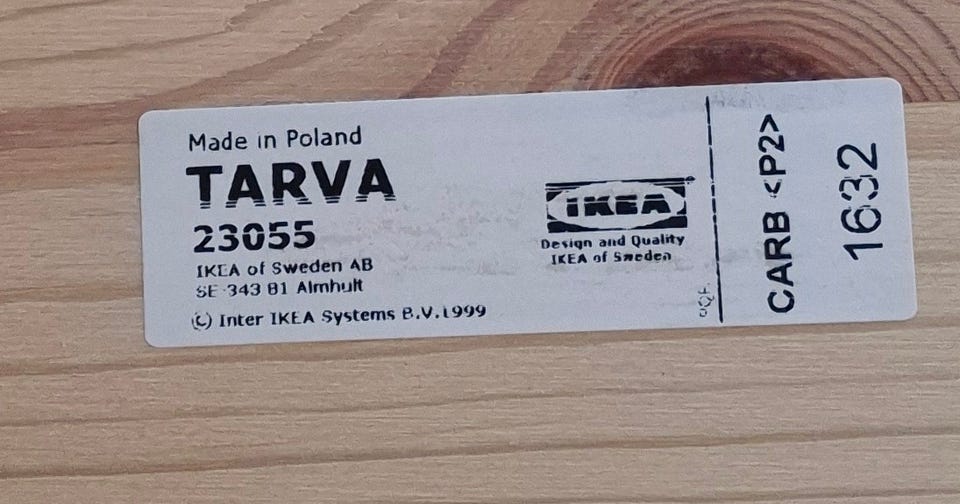 Made in Poland
TARVA
23055
IKEA of Sweden AB
SE-343 81 Almhult
(c) Inter IKEA Systems B.V.1999
IKEA
Design and Quality
IKEA of Sweden
CARB <P2>
1632